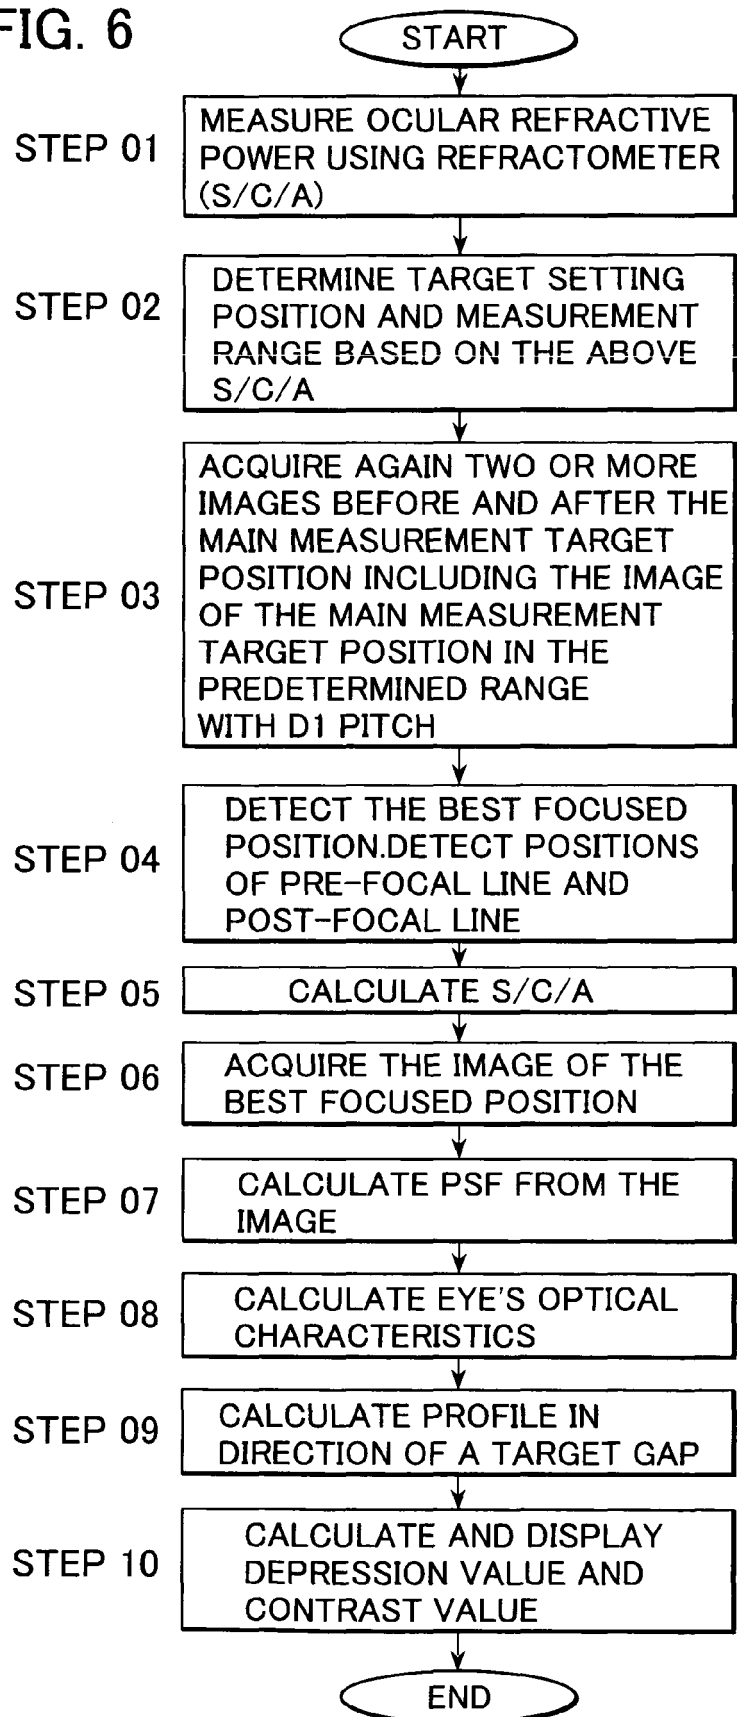 FIG. 6
START
STEP 01
MEASURE OCULAR REFRACTIVE
POWER USING REFRACTOMETER
(S/C/A)
STEP 02
DETERMINE TARGET SETTING
POSITION AND MEASUREMENT
RANGE BASED ON THE ABOVE
S/C/A
STEP 03
ACQUIRE AGAIN TWO OR MORE
IMAGES BEFORE AND AFTER THE
MAIN MEASUREMENT TARGET
POSITION INCLUDING THE IMAGE
OF THE MAIN MEASUREMENT
TARGET POSITION IN THE
PREDETERMINED RANGE
WITH D1 PITCH
STEP 04
DETECT THE BEST FOCUSED
POSITION.DETECT POSITIONS
OF PRE-FOCAL LINE AND
POST-FOCAL LINE
STEP 05
CALCULATE S/C/A
STEP 06
ACQUIRE THE IMAGE OF THE
BEST FOCUSED POSITION
STEP 07
CALCULATE PSF FROM THE
IMAGE
STEP 08
CALCULATE EYE'S OPTICAL
CHARACTERISTICS
STEP 09
CALCULATE PROFILE IN
DIRECTION OF A TARGET GAP
STEP 10
CALCULATE AND DISPLAY
DEPRESSION VALUE AND
CONTRAST VALUE
END